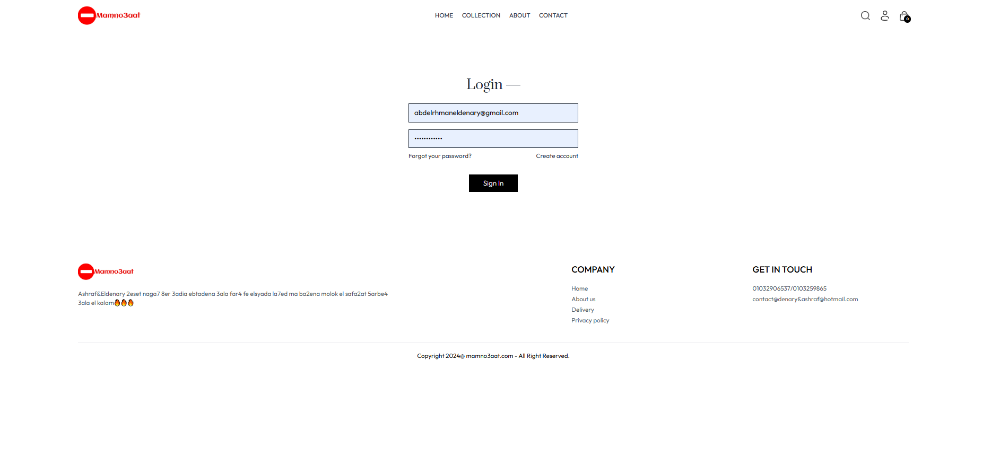 Mamno3aat
HOME COLLECTION ABOUT CONTACT
0
Login
abdelrhmaneldenary@gmail.com
••••••••••••
Forgot your password? Create account
Sign In
Mamno3aat
Ashraf&Eldenary 2eset naga7 8er 3adia ebtadena 3ala far4 fe elsyada la7ed ma ba2ena molok el safa2at 5arbe4
3ala el kalam🔥🔥🔥
COMPANY
Home
About us
Delivery
Privacy policy
GET IN TOUCH
01032906537/0103259865
contact@denary&ashraf@hotmail.com
Copyright 2024@ mamno3aat.com - All Right Reserved.